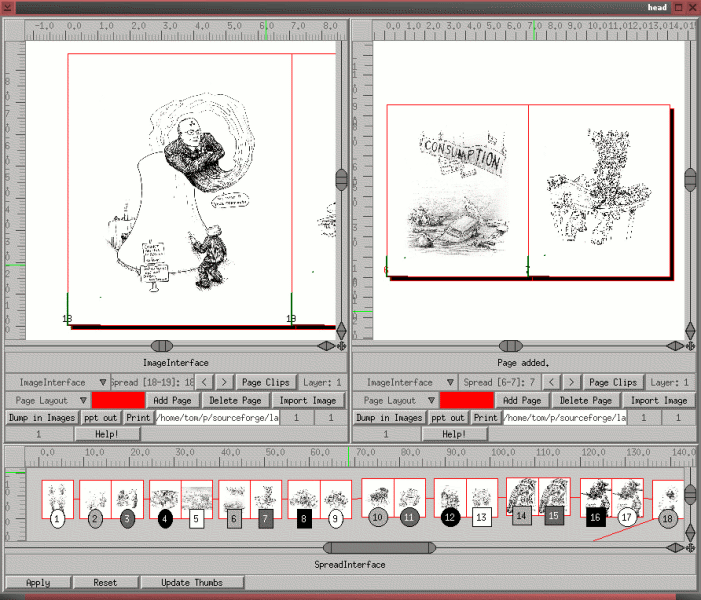 head
-1,0 0,0 1,0 2,0 3,0 4,0 5,0 6,0 7,0 8,0
0,0 1,0 2,0 3,0 4,0 5,0 6,0 7,0 8,0 9,0 10,0 11,0 12,0 13,0 14,0
CONSUMPTION
18 19
6 7
ImageInterface
Page added.
ImageInterface Spread [18-19]: 18 < > Page Clips Layer: 1
ImageInterface Spread [6-7]: 7 < > Page Clips Layer: 1
Page Layout Add Page Delete Page Import Image
Page Layout Add Page Delete Page Import Image
Dump in Images ppt out Print /home/tom/p/sourceforge/la 1 1
Dump in Images ppt out Print /home/tom/p/sourceforge/la 1 1
1 Help!
1 Help!
0,0 10,0 20,0 30,0 40,0 50,0 60,0 70,0 80,0 90,0 100,0 110,0 120,0 130,0 140,0
1 2 3 4 5 6 7 8 9 10 11 12 13 14 15 16 17 18
SpreadInterface
Apply Reset Update Thumbs